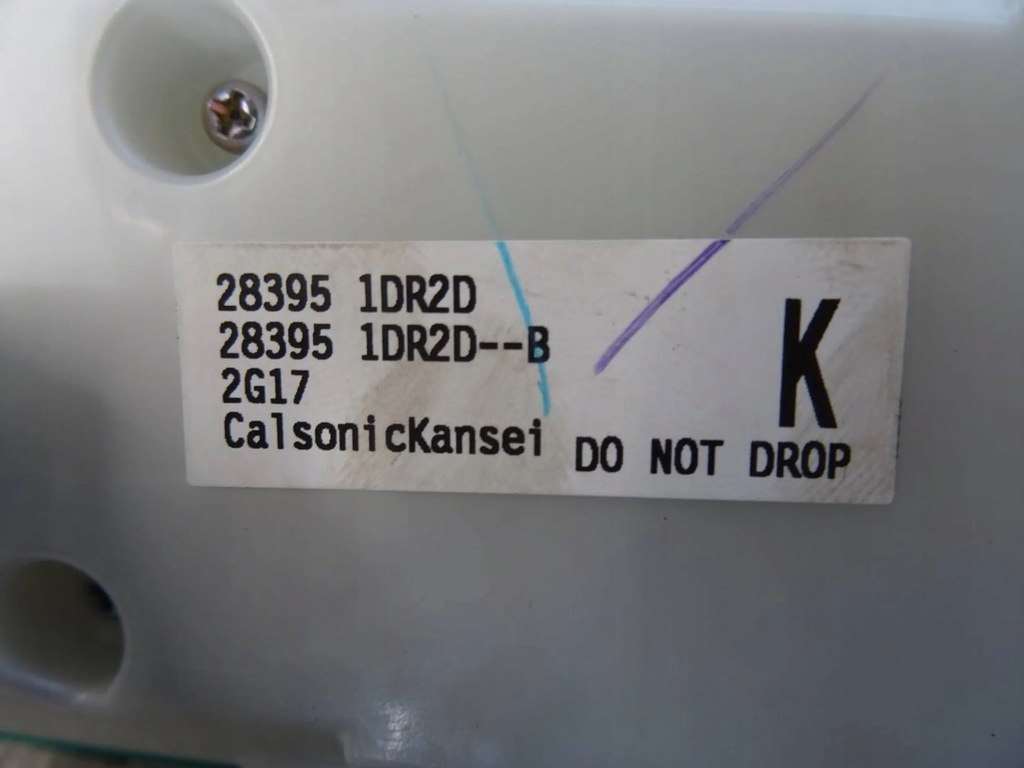 28395 1DR2D
28395 1DR2D--B
2G17
CalsonicKansei DO NOT DROP
K